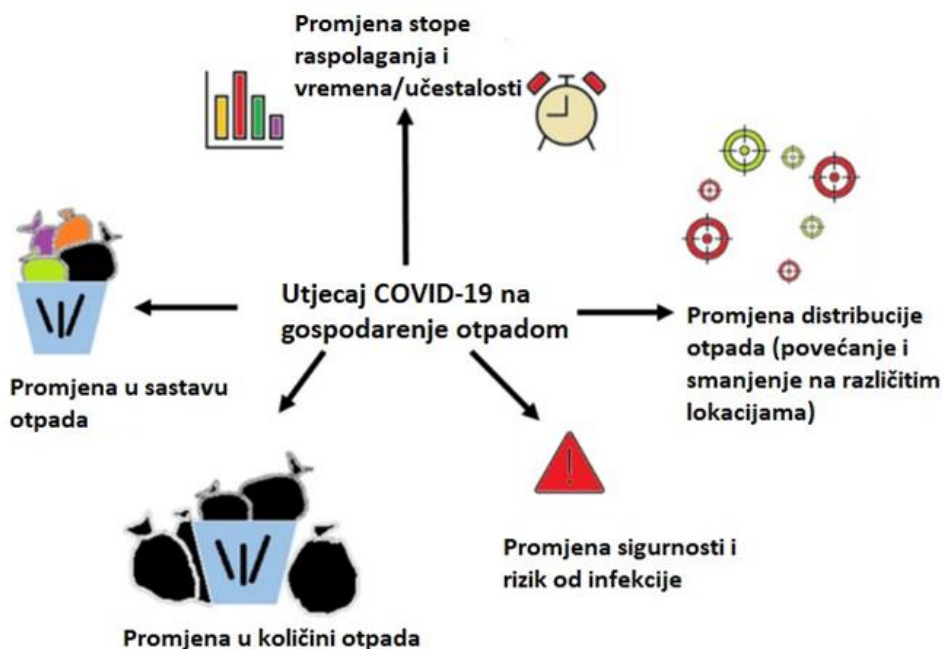 Promjena stope
raspolaganja i
vremena/učestalosti
Utjecaj COVID-19 na
gospodarenje otpadom
Promjena distribucije
otpada (povećanje i
smanjenje na različitim
lokacijama)
Promjena u sastavu
otpada
Promjena sigurnosti i
rizik od infekcije
Promjena u količini otpada